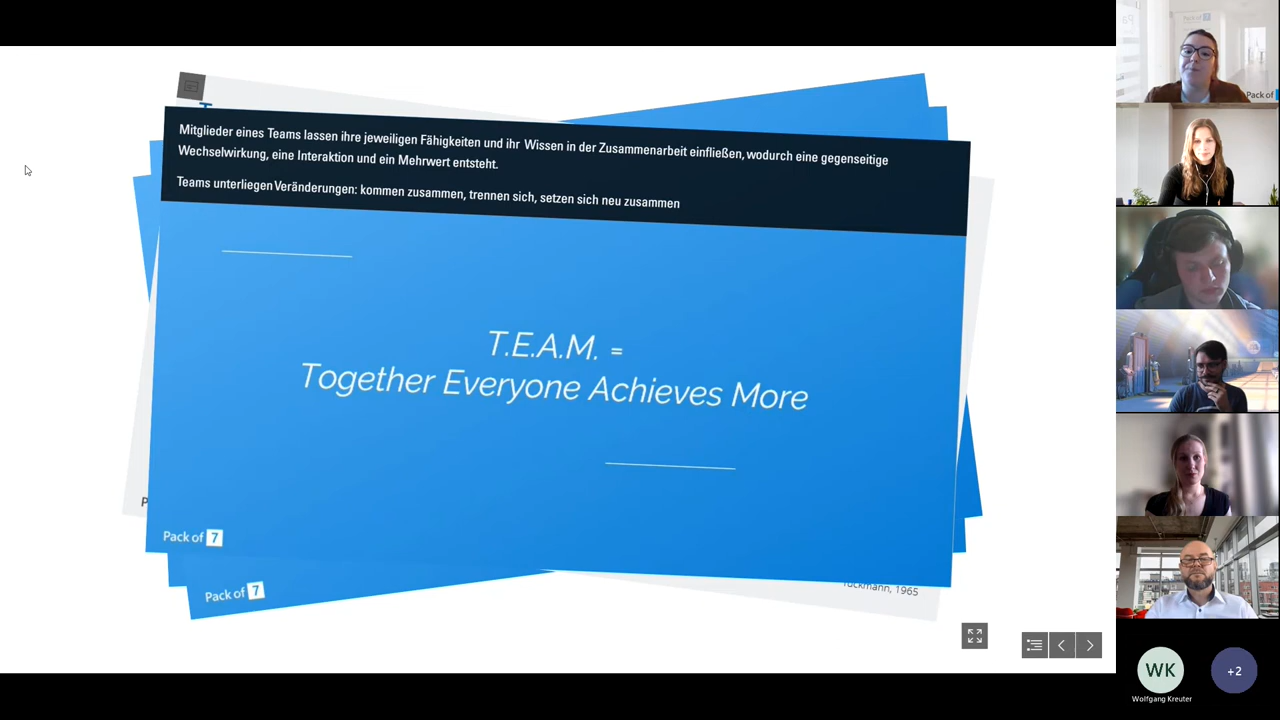 Mitglieder eines Teams lassen ihre jeweiligen Fähigkeiten und ihr Wissen in der Zusammenarbeit einfließen, wodurch eine gegenseitige
Wechselwirkung, eine Interaktion und ein Mehrwert entsteht.
Teams unterliegen Veränderungen: kommen zusammen, trennen sich, setzen sich neu zusammen
T.E.A.M. =
Together Everyone Achieves More
Pack of 7
Pack of 7
Tuckmann, 1965
Pack of
WK
Wolfgang Kreuter
+2